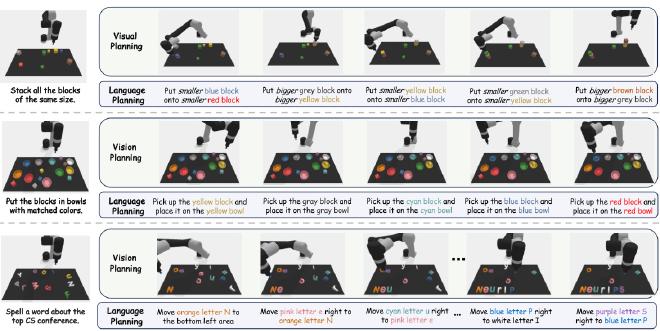 Visual
Planning
Stack all the blocks
of the same size.
Language
Planning
Put smaller blue block
onto smaller red block
Put bigger grey block onto
bigger yellow block
Put smaller yellow block
onto smaller blue block
Put smaller green block
onto smaller yellow block
Put bigger brown block
onto bigger grey block
Vision
Planning
Put the blocks in bowls
with matched colors.
Language
Planning
Pick up the yellow block and
place it on the yellow bowl
Pick up the gray block and
place it on the gray bowl
Pick up the cyan block and
place it on the cyan bowl
Pick up the blue block and
place it on the blue bowl
Pick up the red block and
place it on the red bowl
Vision
Planning
...
Ne
Neu
NeurIP
NeurIPS
Spell a word about the
top CS conference.
Language
Planning
Move orange letter N to
the bottom left area
Move pink letter e right to
orange letter N
Move cyan letter u right
to pink letter e
...
Move blue letter P right
to white letter I
Move purple letter S
right to blue letter P